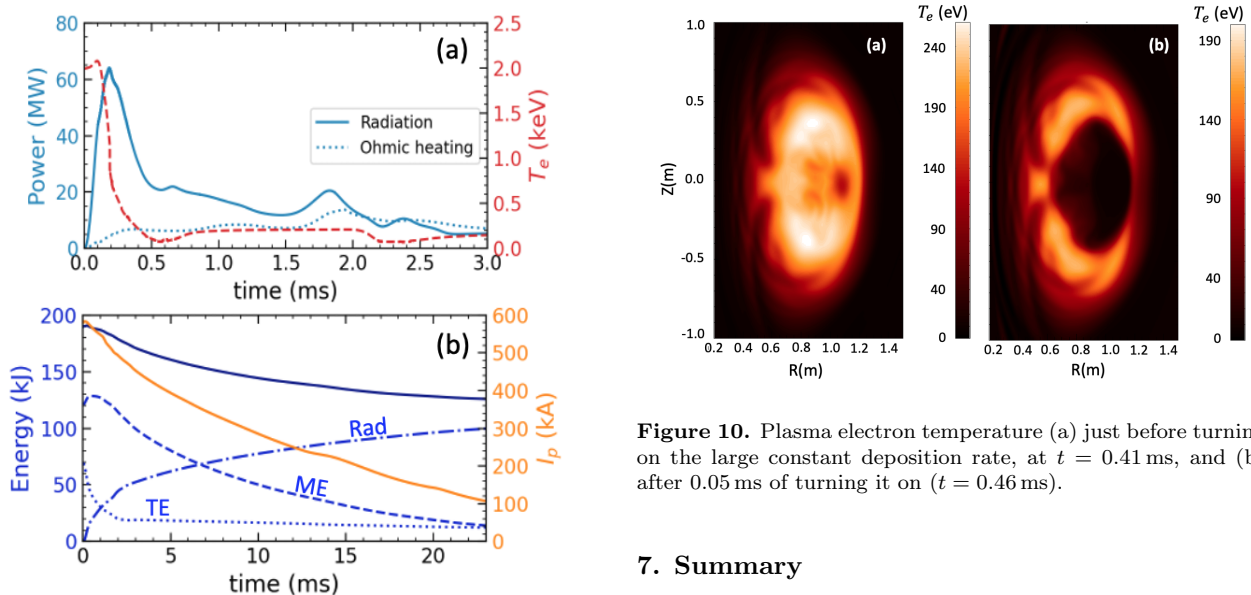 (a)
80
60
40
20
0
Power (MW)
2.5
2.0
1.5
1.0
0.5
0.0
T_e (keV)
Radiation
Ohmic heating
0.0 0.5 1.0 1.5 2.0 2.5 3.0
time (ms)
(b)
200
150
100
50
0
Energy (kJ)
600
500
400
300
200
100
0
I_p (kA)
Rad
ME
TE
0 5 10 15 20
time (ms)
T_e (eV)
(a)
1.0
0.5
0.0
-0.5
-1.0
Z(m)
0.2 0.4 0.6 0.8 1.0 1.2 1.4
R(m)
240
190
140
90
40
0
T_e (eV)
(b)
0.2 0.4 0.6 0.8 1.0 1.2 1.4
R(m)
190
140
90
40
0
Figure 10. Plasma electron temperature (a) just before turnin
on the large constant deposition rate, at t = 0.41 ms, and (b
after 0.05 ms of turning it on (t = 0.46 ms).
7. Summary